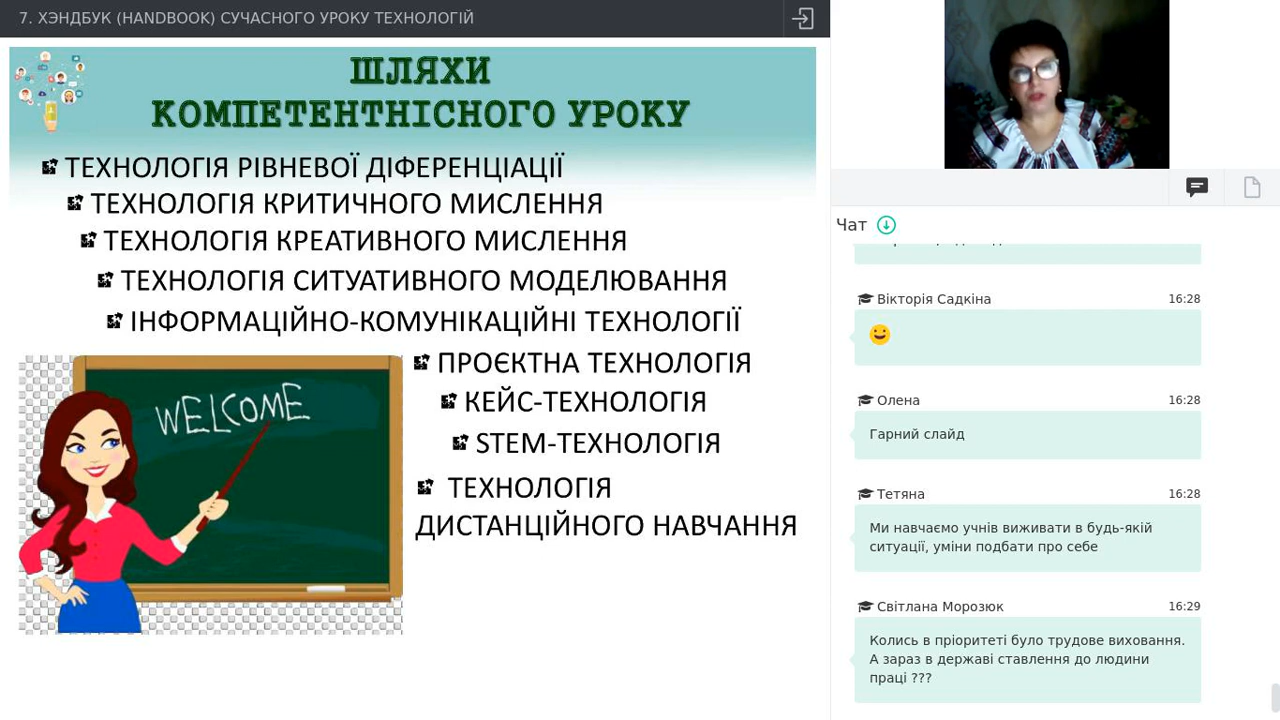 7. ХЭНДБУК (HANDBOOK) СУЧАСНОГО УРОКУ ТЕХНОЛОГІЙ
ШЛЯХИ
КОМПЕТЕНТНІСНОГО УРОКУ
ТЕХНОЛОГІЯ РІВНЕВОЇ ДІФЕРЕНЦІАЦІЇ
ТЕХНОЛОГІЯ КРИТИЧНОГО МИСЛЕННЯ
ТЕХНОЛОГІЯ КРЕАТИВНОГО МИСЛЕННЯ
ТЕХНОЛОГІЯ СИТУАТИВНОГО МОДЕЛЮВАННЯ
ІНФОРМАЦІЙНО-КОМУНІКАЦІЙНІ ТЕХНОЛОГІЇ
ПРОЄКТНА ТЕХНОЛОГІЯ
КЕЙС-ТЕХНОЛОГІЯ
STEM-ТЕХНОЛОГІЯ
ТЕХНОЛОГІЯ
ДИСТАНЦІЙНОГО НАВЧАННЯ
WELCOME
Чат
Вікторія Садкіна 16:28
Олена 16:28
Гарний слайд
Тетяна 16:28
Ми навчаємо учнів виживати в будь-якій
ситуації, уміни подбати про себе
Світлана Морозюк 16:29
Колись в пріоритеті було трудове виховання.
А зараз в державі ставлення до людини
праці ???